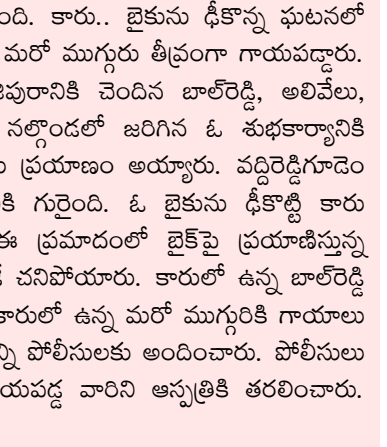 ంది. కారు.. బైకును ఢీకొన్న ఘటనలో
మరో ముగ్గురు తీవ్రంగా గాయపడ్డారు.
పురానికి చెందిన బాల్‌రెడ్డి, అలివేలు,
నల్గొండలో జరిగిన ఓ శుభకార్యానికి
ప్రయాణం అయ్యారు. వద్దిరెడ్డిగూడెం
కి గురైంది. ఓ బైకును ఢీకొట్టి కారు
ఈ ప్రమాదంలో బైక్‌పై ప్రయాణిస్తున్న
చనిపోయారు. కారులో ఉన్న బాల్‌రెడ్డి
కారులో ఉన్న మరో ముగ్గురికి గాయాలు
న్ని పోలీసులకు అందించారు. పోలీసులు
యపడ్డ వారిని ఆస్పత్రికి తరలించారు.